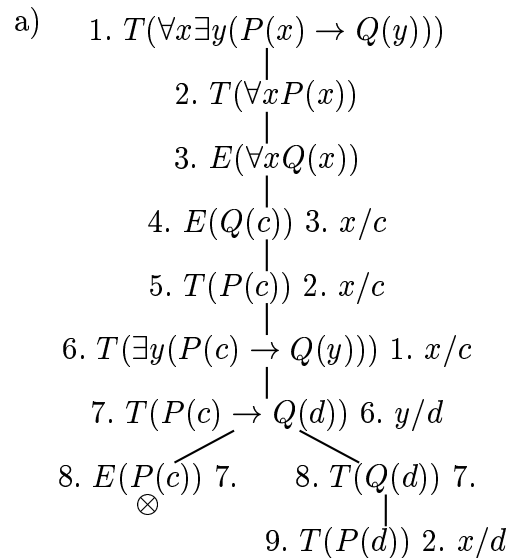 a) 1. T(∀x∃y(P(x) → Q(y)))
2. T(∀xP(x))
3. E(∀xQ(x))
4. E(Q(c)) 3. x/c
5. T(P(c)) 2. x/c
6. T(∃y(P(c) → Q(y))) 1. x/c
7. T(P(c) → Q(d)) 6. y/d
8. E(P(c)) 7. 8. T(Q(d)) 7.
⊗
9. T(P(d)) 2. x/d